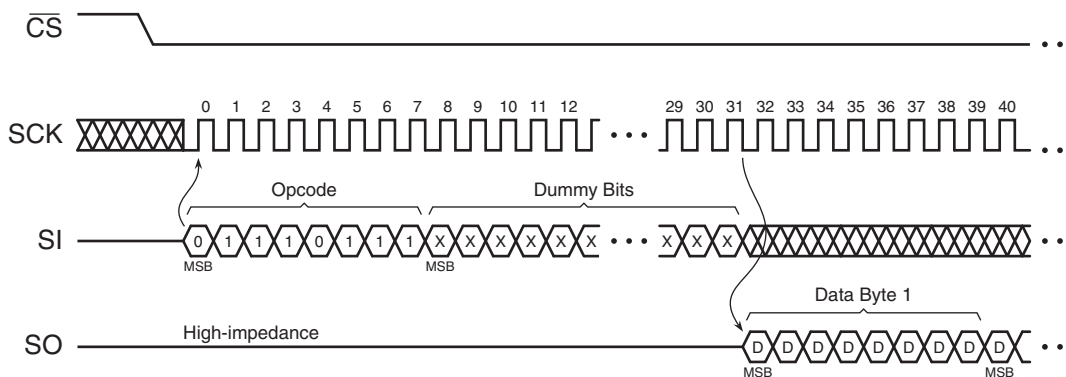 CS
0 1 2 3 4 5 6 7 8 9 10 11 12 29 30 31 32 33 34 35 36 37 38 39 40
SCK
Opcode Dummy Bits
SI 0 1 1 1 0 1 1 1 X X X X X X X X X
MSB MSB
Data Byte 1
High-impedance
SO D D D D D D D D D
MSB MSB